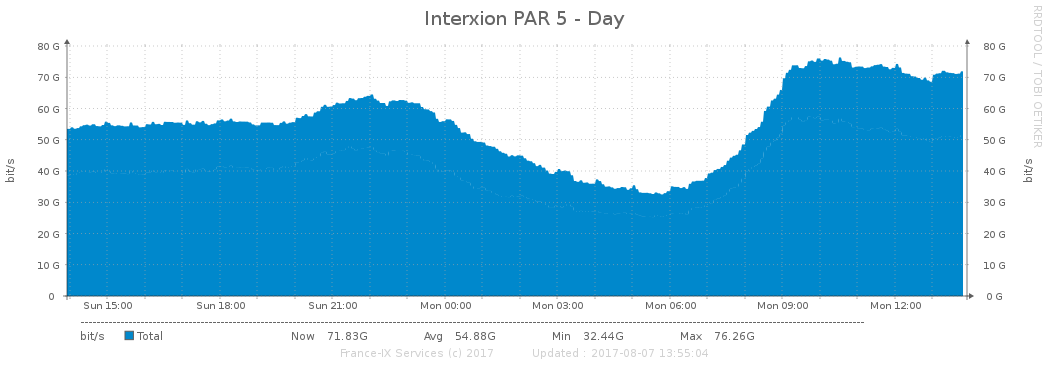 Interxion PAR 5 - Day
RRDTOOL / TOBI OETIKER
80 G 80 G
70 G 70 G
60 G 60 G
50 G 50 G
40 G 40 G
30 G 30 G
20 G 20 G
10 G 10 G
0 0 G
bit/s
bit/s
Sun 15:00 Sun 18:00 Sun 21:00 Mon 00:00 Mon 03:00 Mon 06:00 Mon 09:00 Mon 12:00
bit/s Total Now 71.83G Avg 54.88G Min 32.44G Max 76.26G
France-IX Services (c) 2017 Updated : 2017-08-07 13:55:04